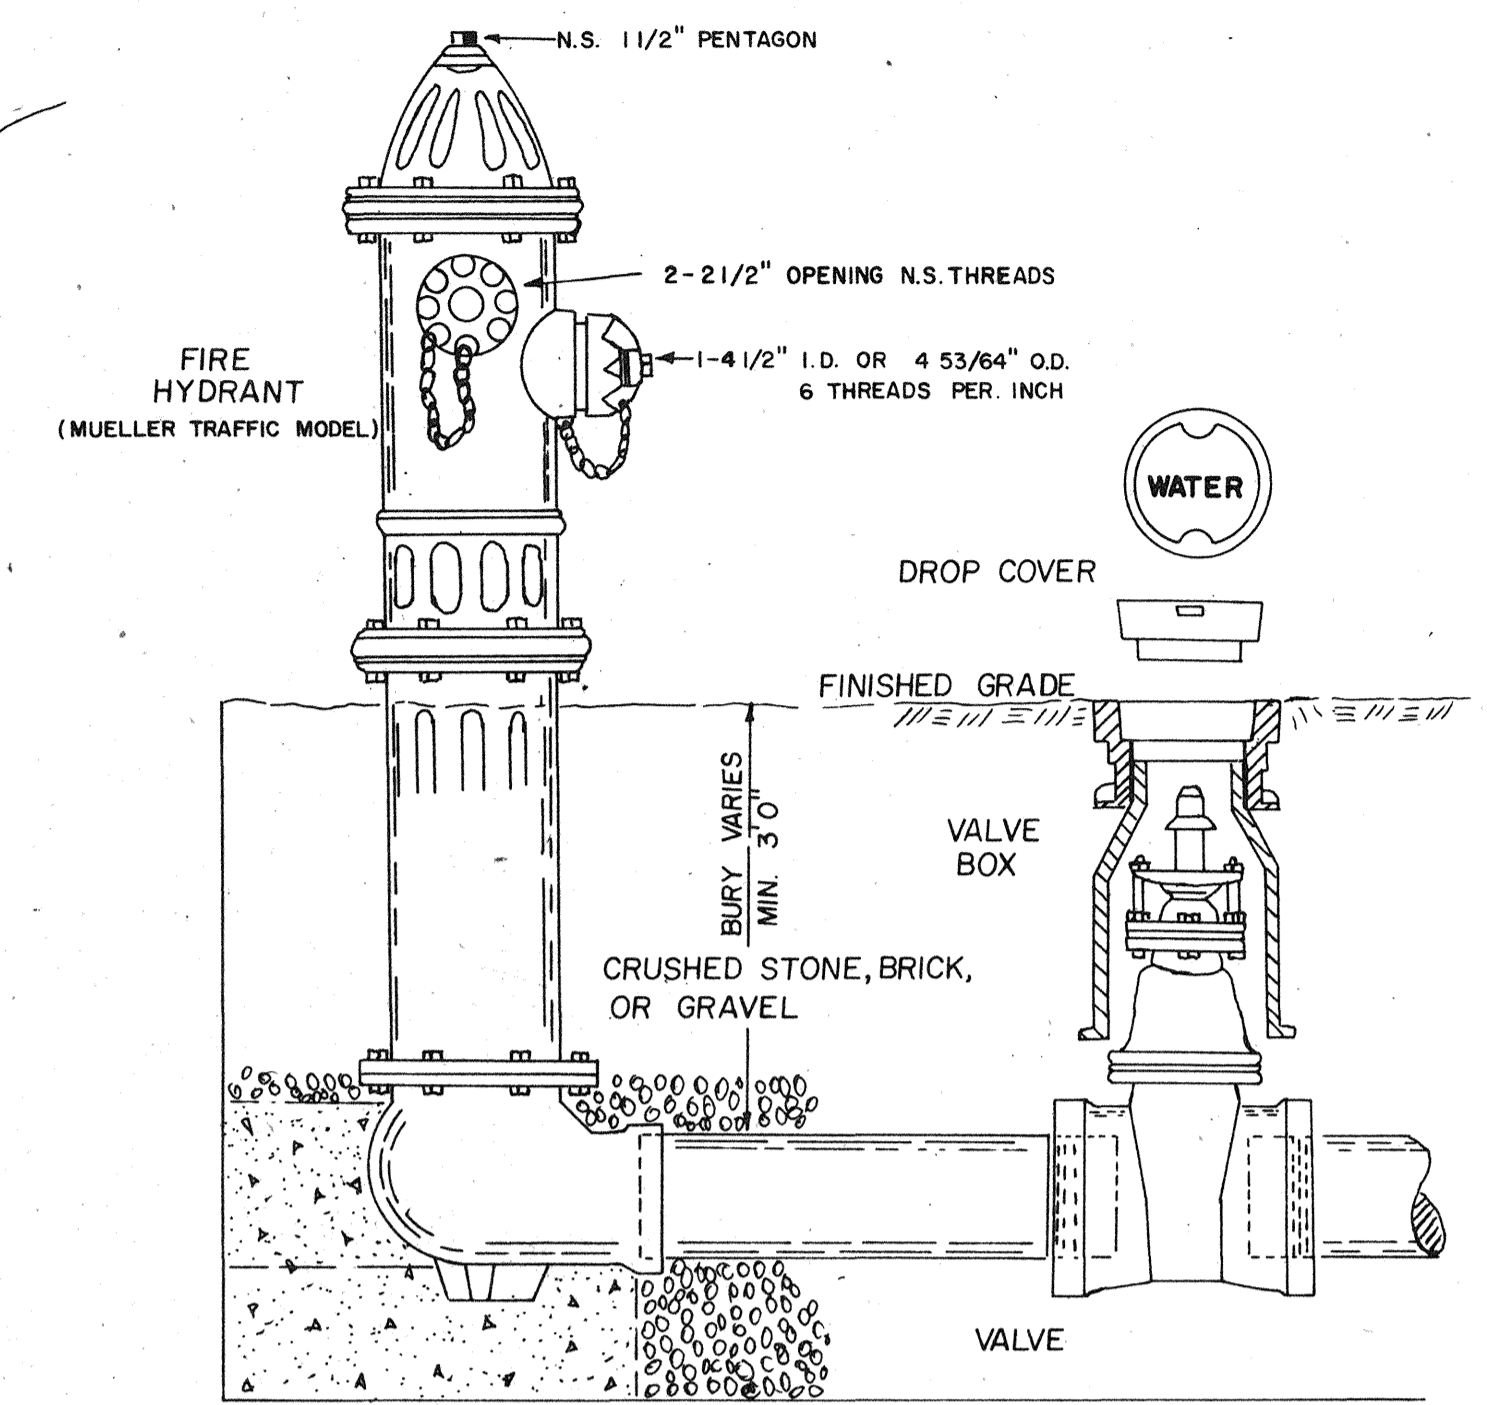 N.S. 1 1/2" PENTAGON
2-2 1/2" OPENING N.S. THREADS
1-4 1/2" I.D. OR 4 53/64" O.D.
6 THREADS PER. INCH
FIRE
HYDRANT
(MUELLER TRAFFIC MODEL)
WATER
DROP COVER
FINISHED GRADE
BURY VARIES
MIN. 3'0"
VALVE
BOX
CRUSHED STONE, BRICK,
OR GRAVEL
VALVE